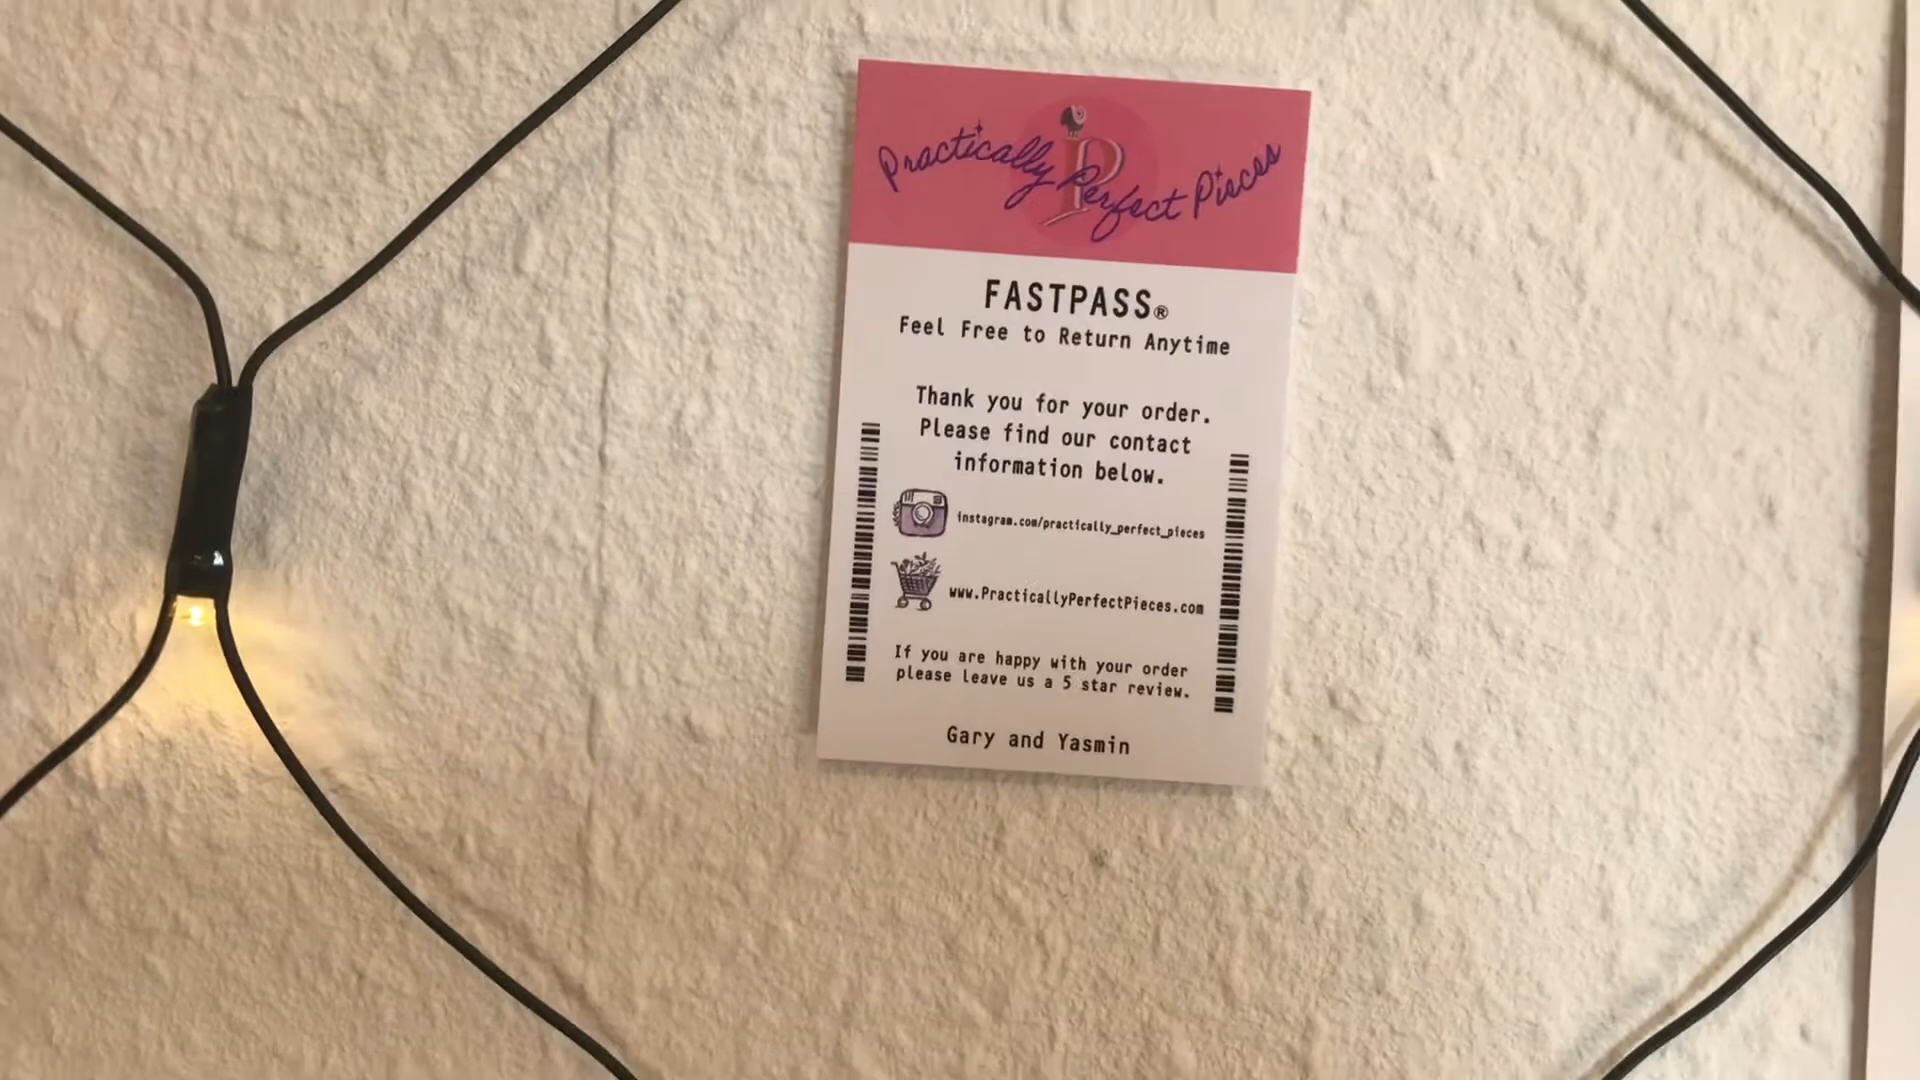 Practically Perfect Pieces
FASTPASS®
Feel Free to Return Anytime
Thank you for your order.
Please find our contact
information below.
instagram.com/practically_perfect_pieces
www.PracticallyPerfectPieces.com
If you are happy with your order
please leave us a 5 star review.
Gary and Yasmin